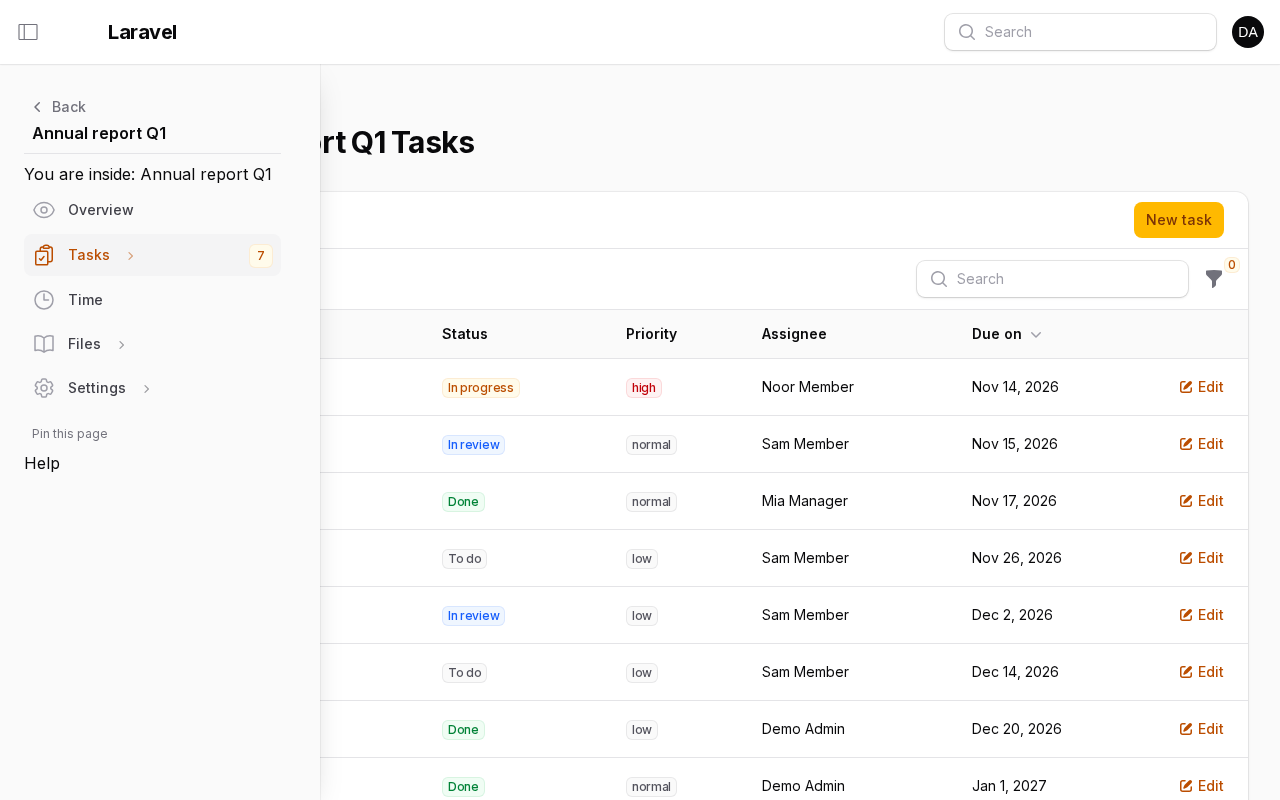 Laravel
Search
DA
Back
Annual report Q1
You are inside: Annual report Q1
Overview
Tasks
7
Time
Files
Settings
Pin this page
Help
Q1 Tasks
New task
Search
0
Status Priority Assignee Due on
In progress high Noor Member Nov 14, 2026 Edit
In review normal Sam Member Nov 15, 2026 Edit
Done normal Mia Manager Nov 17, 2026 Edit
To do low Sam Member Nov 26, 2026 Edit
In review low Sam Member Dec 2, 2026 Edit
To do low Sam Member Dec 14, 2026 Edit
Done low Demo Admin Dec 20, 2026 Edit
Done normal Demo Admin Jan 1, 2027 Edit